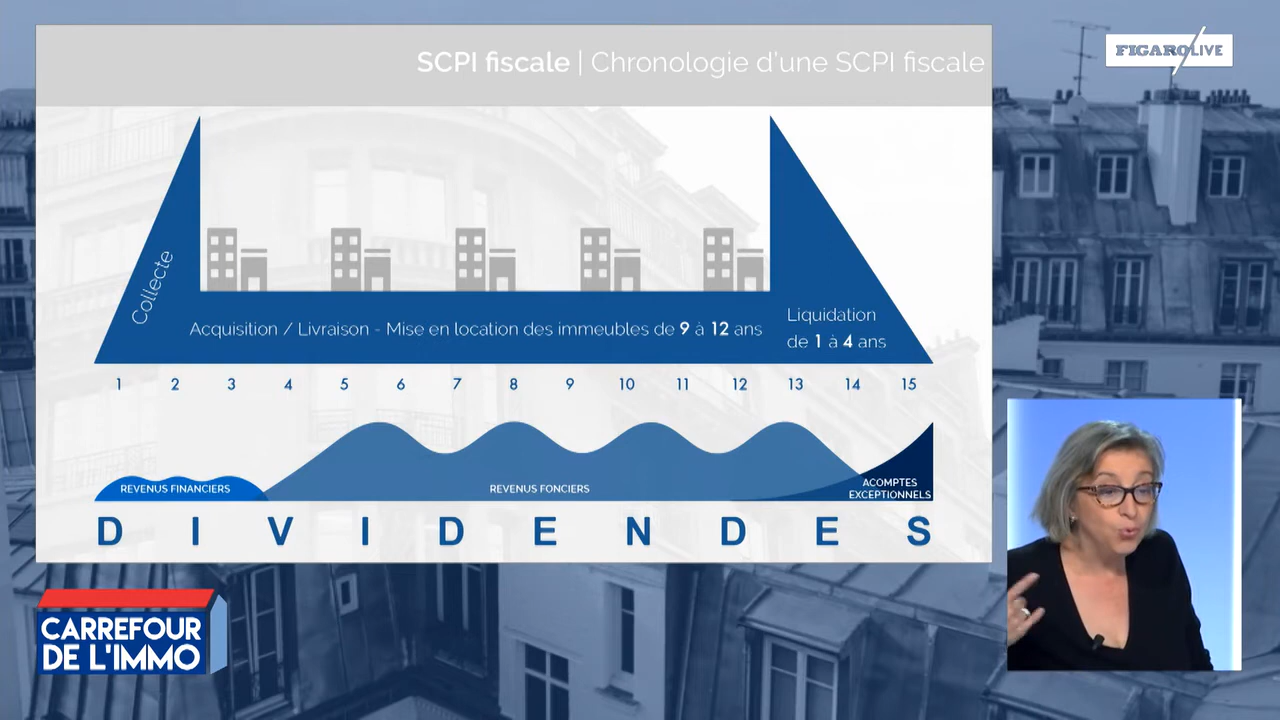 SCPI fiscale | Chronologie d'une SCPI fiscale
FIGAROLIVE
Collecte
Acquisition / Livraison - Mise en location des immeubles de 9 à 12 ans
Liquidation
de 1 à 4 ans
1 2 3 4 5 6 7 8 9 10 11 12 13 14 15
REVENUS FINANCIERS
REVENUS FONCIERS
ACOMPTES
EXCEPTIONNELS
DIVIDENDES
CARREFOUR
DE L'IMMO